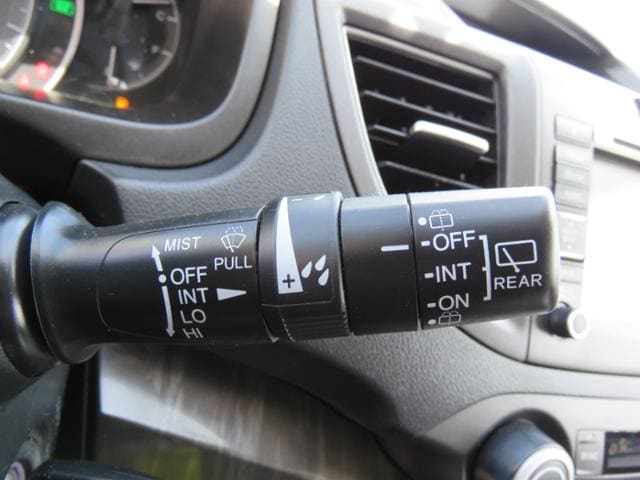 MIST
PULL
OFF
INT
LO
HI
- +
OFF
INT
ON
REAR